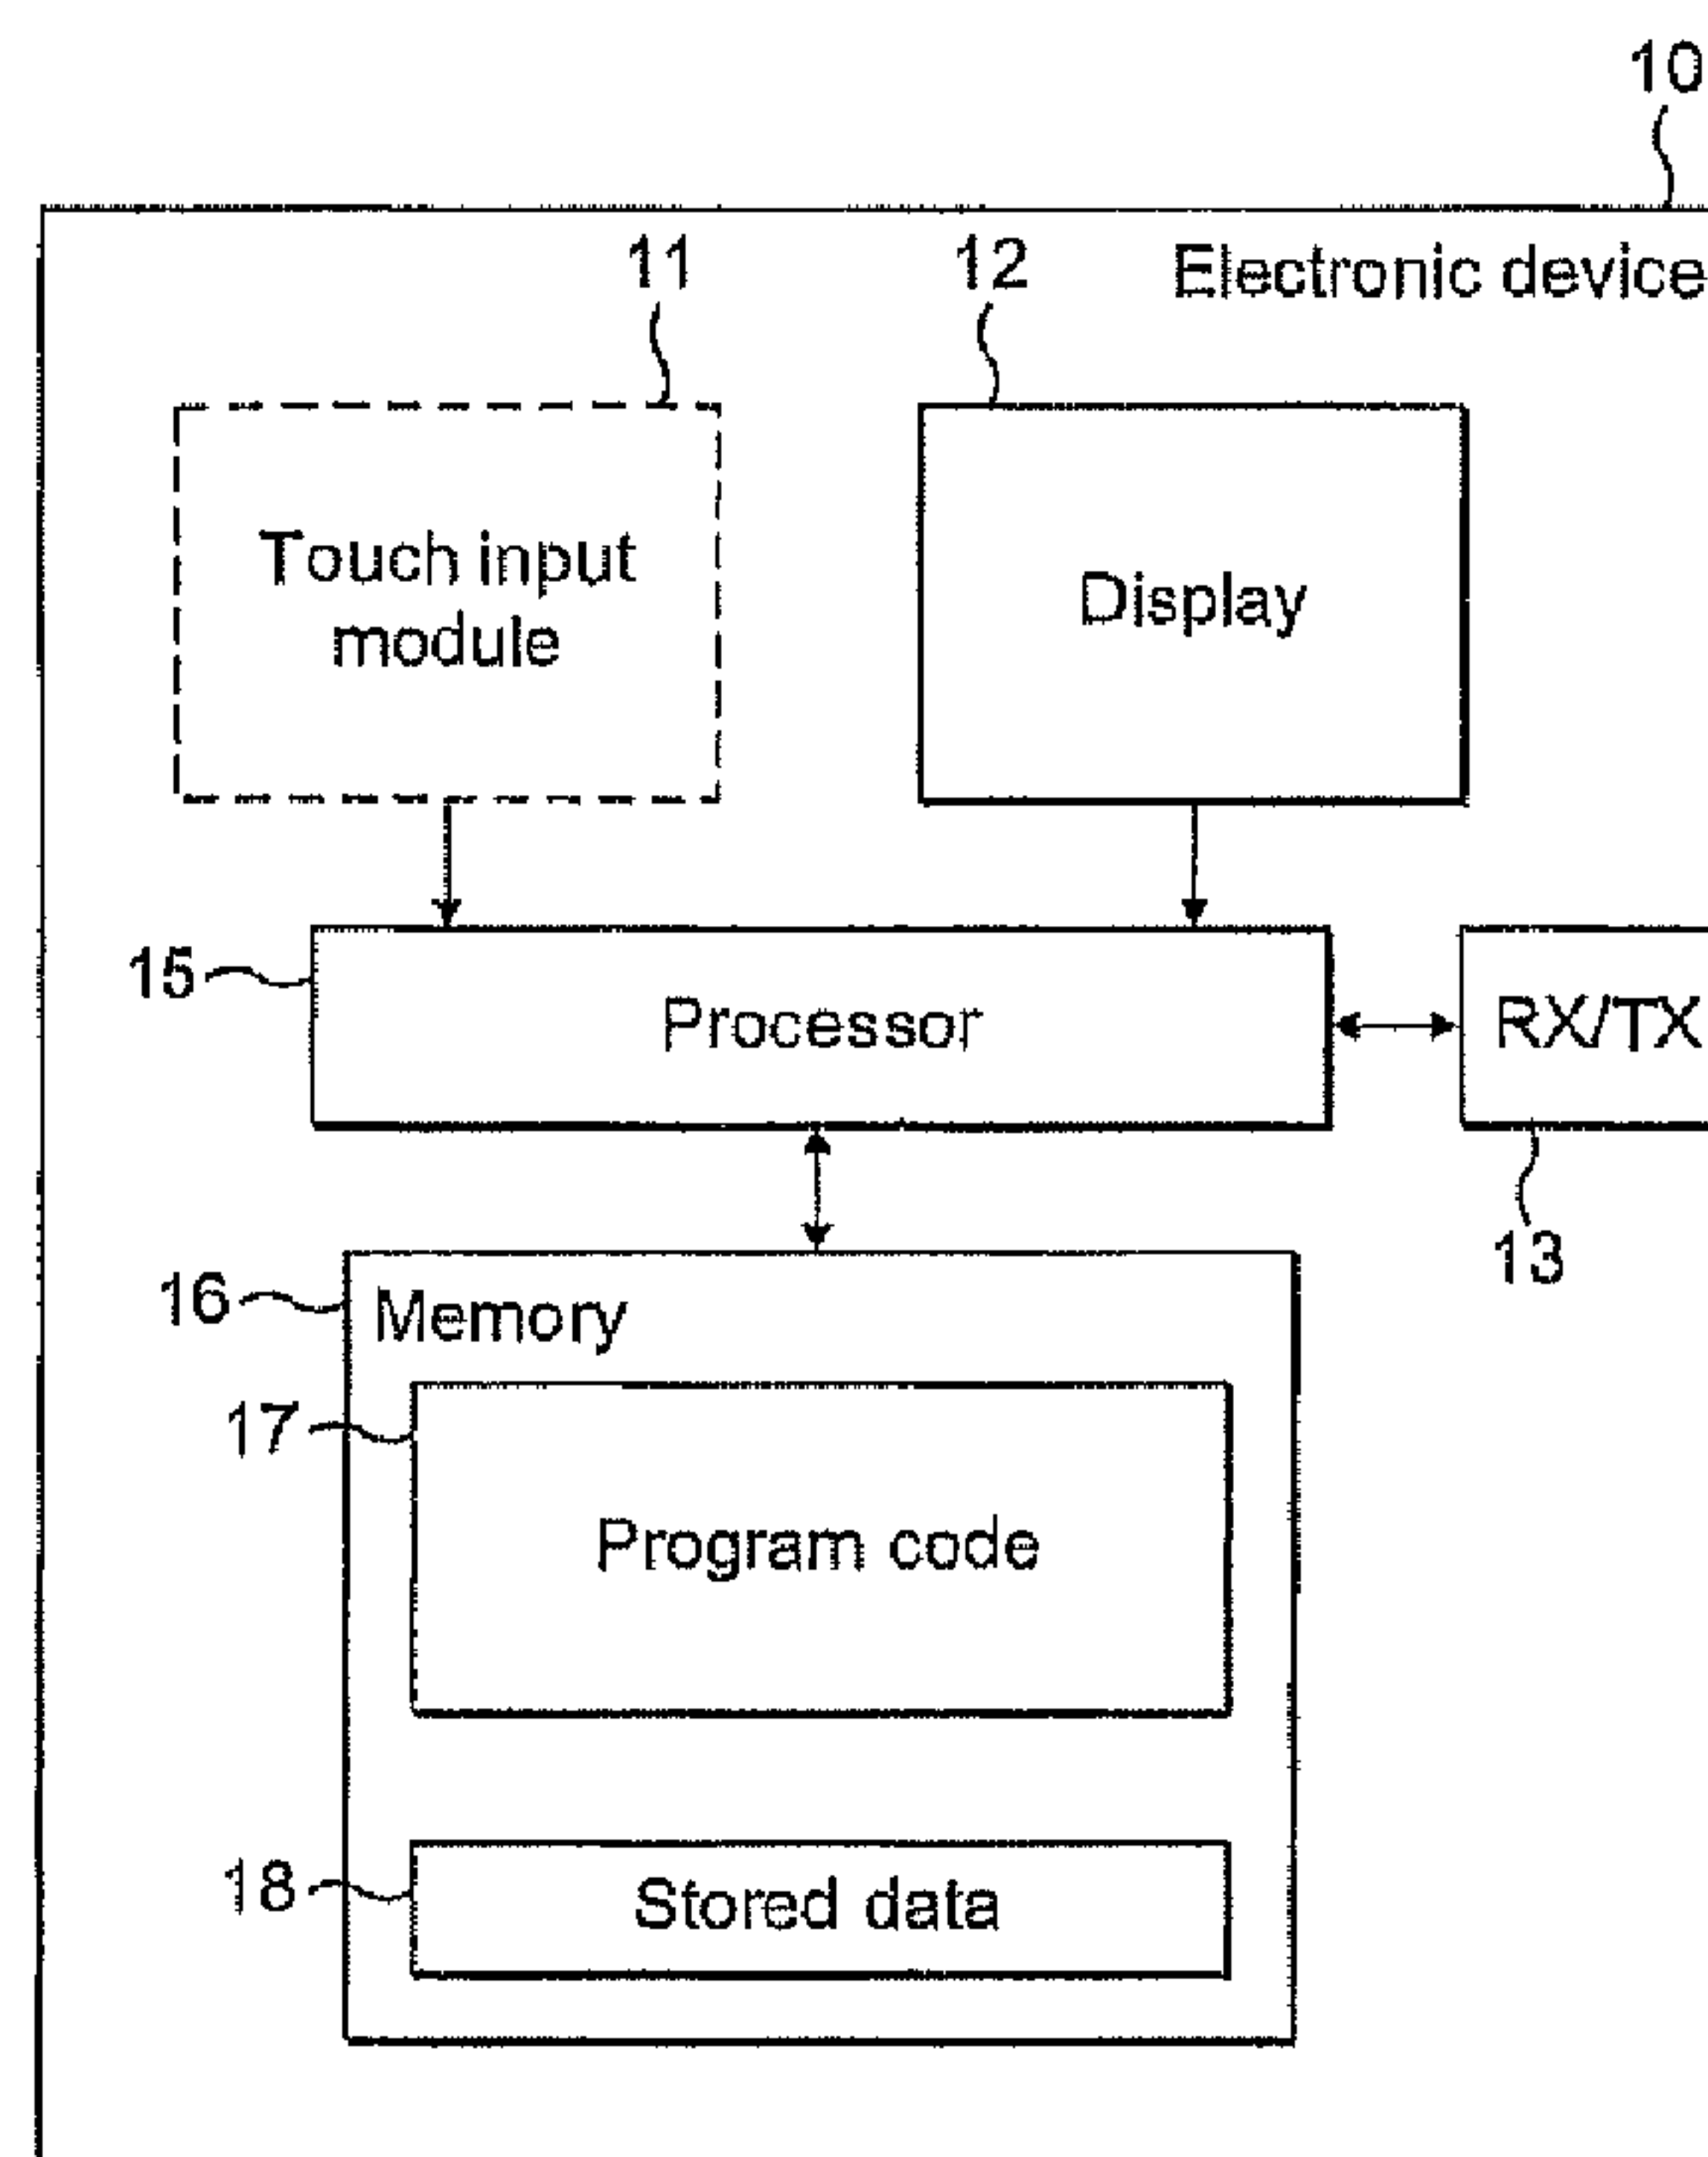 10
11
12
Electronic device
Touch input
module
Display
15
Processor
RX/TX
13
16
Memory
17
Program code
18
Stored data